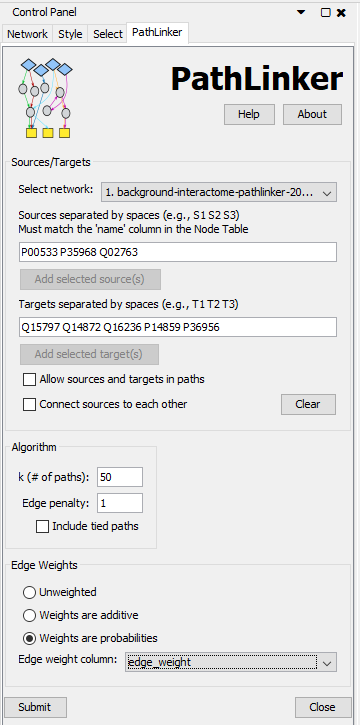 Control Panel
Network Style Select PathLinker
PathLinker
Help About
Sources/Targets
Select network: 1. background-interactome-pathlinker-20...
Sources separated by spaces (e.g., S1 S2 S3)
Must match the 'name' column in the Node Table
P00533 P35968 Q02763
Add selected source(s)
Targets separated by spaces (e.g., T1 T2 T3)
Q15797 Q14872 Q16236 P14859 P36956
Add selected target(s)
Allow sources and targets in paths
Connect sources to each other Clear
Algorithm
k (# of paths): 50
Edge penalty: 1
Include tied paths
Edge Weights
Unweighted
Weights are additive
Weights are probabilities
Edge weight column: edge_weight
Submit Close